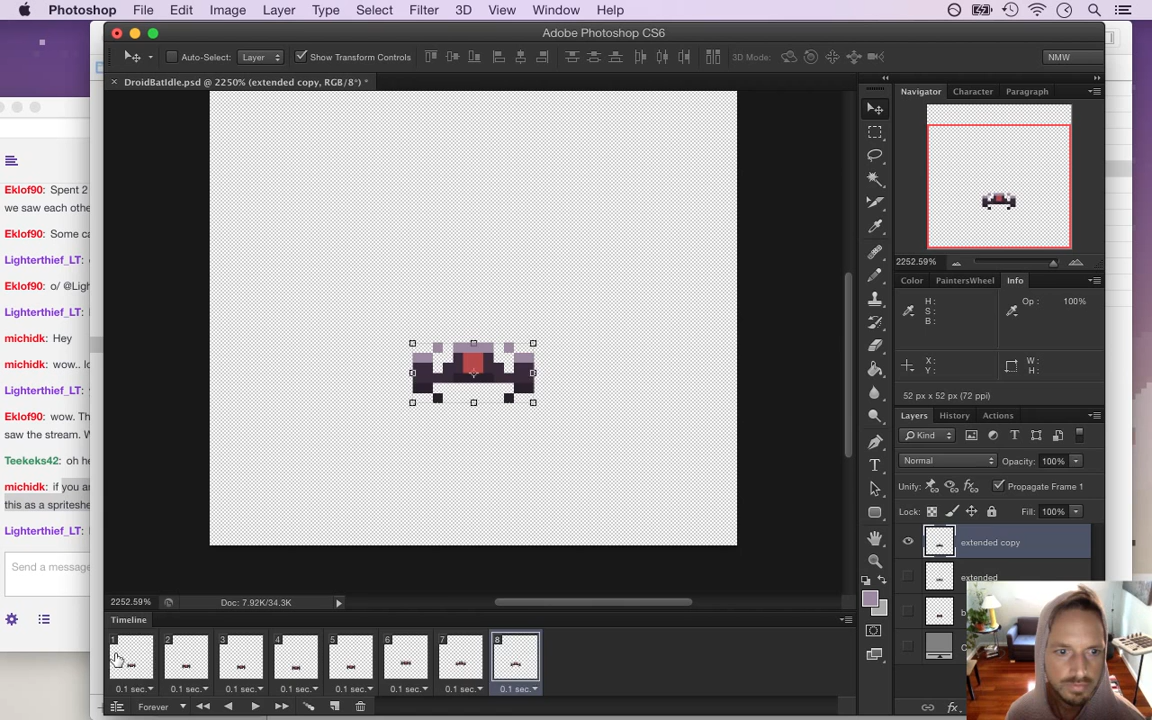 Photoshop File Edit Image Layer Type Select Filter 3D View Window Help
Adobe Photoshop CS6
Auto-Select: Layer Show Transform Controls 3D Mode: NMW
× DroidBatIdle.psd @ 2250% (extended copy, RGB/8*) *
Navigator Character Paragraph
2252.59%
Color PaintersWheel Info
H:
S:
B:
Op: 100%
X:
Y:
W:
H:
52 px x 52 px (72 ppi)
Layers History Actions
Kind
Normal Opacity: 100%
Unify: Propagate Frame 1
Lock: Fill: 100%
extended copy
extended
b
C
fx
Eklof90: Spent 2
we saw each othe
Eklof90: Some ca
Lighterthief_LT:
Eklof90: o/ @Ligh
Lighterthief_LT:
michidk: Hey
michidk: wow.. lo
Lighterthief_LT:
Eklof90: wow. Th
saw the stream. W
Teekeks42: oh he
michidk: if you ar
this as a spriteshe
Lighterthief_LT:
Send a message
2252.59% Doc: 7.92K/34.3K
Timeline
1 2 3 4 5 6 7 8
0.1 sec. 0.1 sec. 0.1 sec. 0.1 sec. 0.1 sec. 0.1 sec. 0.1 sec. 0.1 sec.
Forever